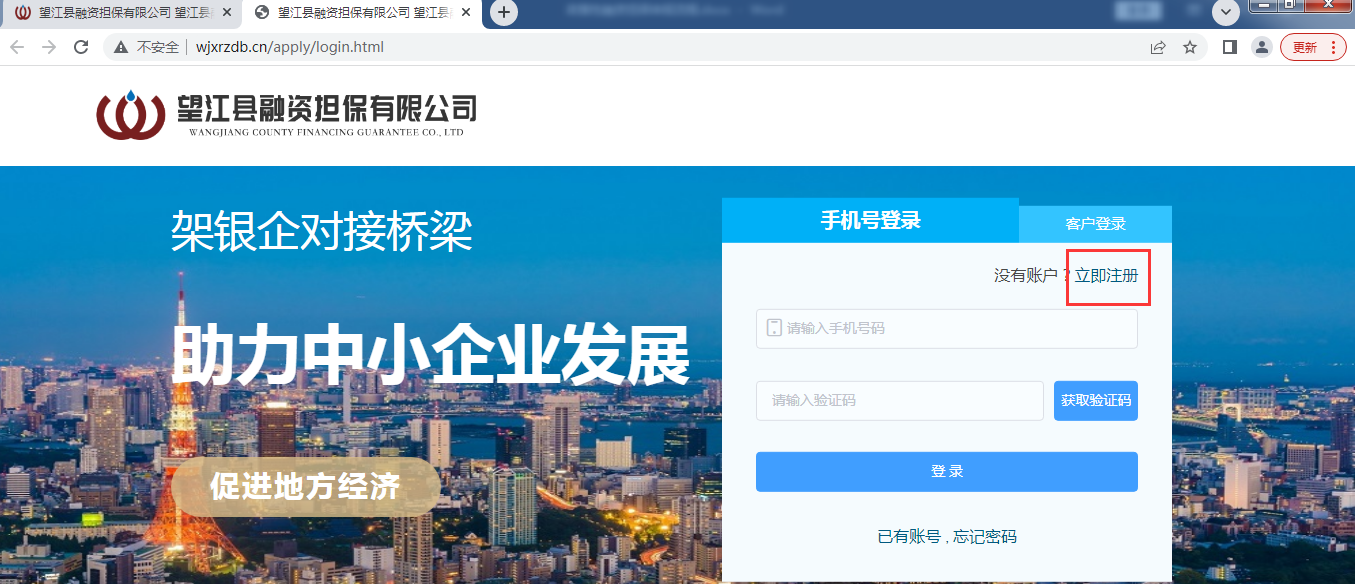 望江县融资担保有限公司 望江县
望江县融资担保有限公司 望江县
不安全
wjxrzdb.cn/apply/login.html
更新
望江县融资担保有限公司
WANGJIANG COUNTY FINANCING GUARANTEE CO., LTD
架银企对接桥梁
助力中小企业发展
促进地方经济
手机号登录
客户登录
没有账户？立即注册
请输入手机号码
请输入验证码
获取验证码
登 录
已有账号 , 忘记密码